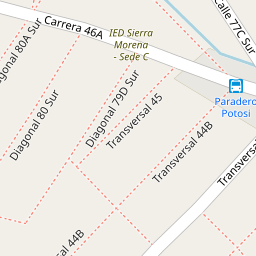 Carrera 46A
IED Sierra
Morena
- Sede C
Calle 77C Sur
Diagonal 80A Sur
Diagonal 80 Sur
Diagonal 79D Sur
Transversal 45
Transversal 44B
Paradero
Potosí
Transversal
Transversal 44B